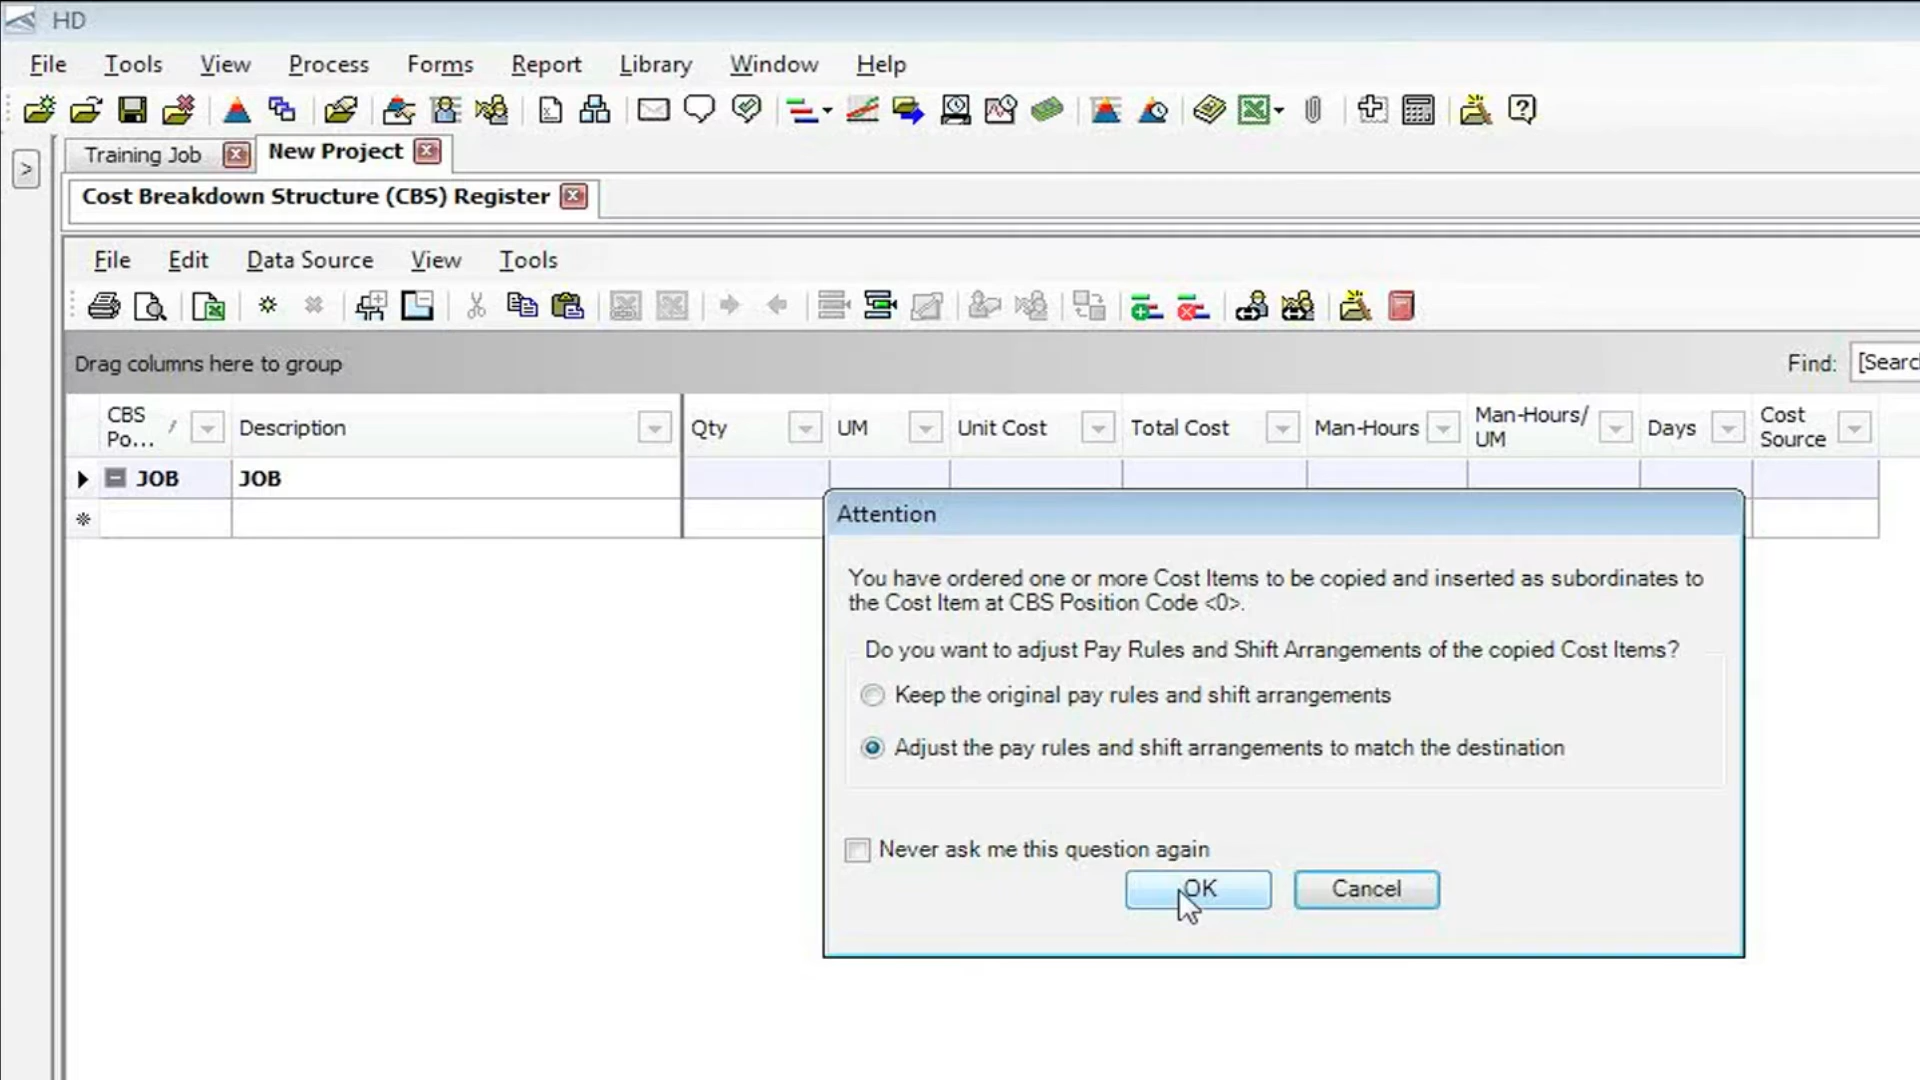 HD
File Tools View Process Forms Report Library Window Help
Training Job New Project
>
Cost Breakdown Structure (CBS) Register
File Edit Data Source View Tools
Drag columns here to group Find: [Searc
CBS Po... / Description Qty UM Unit Cost Total Cost Man-Hours Man-Hours/ UM Days Cost Source
JOB JOB
Attention
You have ordered one or more Cost Items to be copied and inserted as subordinates to
the Cost Item at CBS Position Code <0>.
Do you want to adjust Pay Rules and Shift Arrangements of the copied Cost Items?
Keep the original pay rules and shift arrangements
Adjust the pay rules and shift arrangements to match the destination
Never ask me this question again
OK Cancel